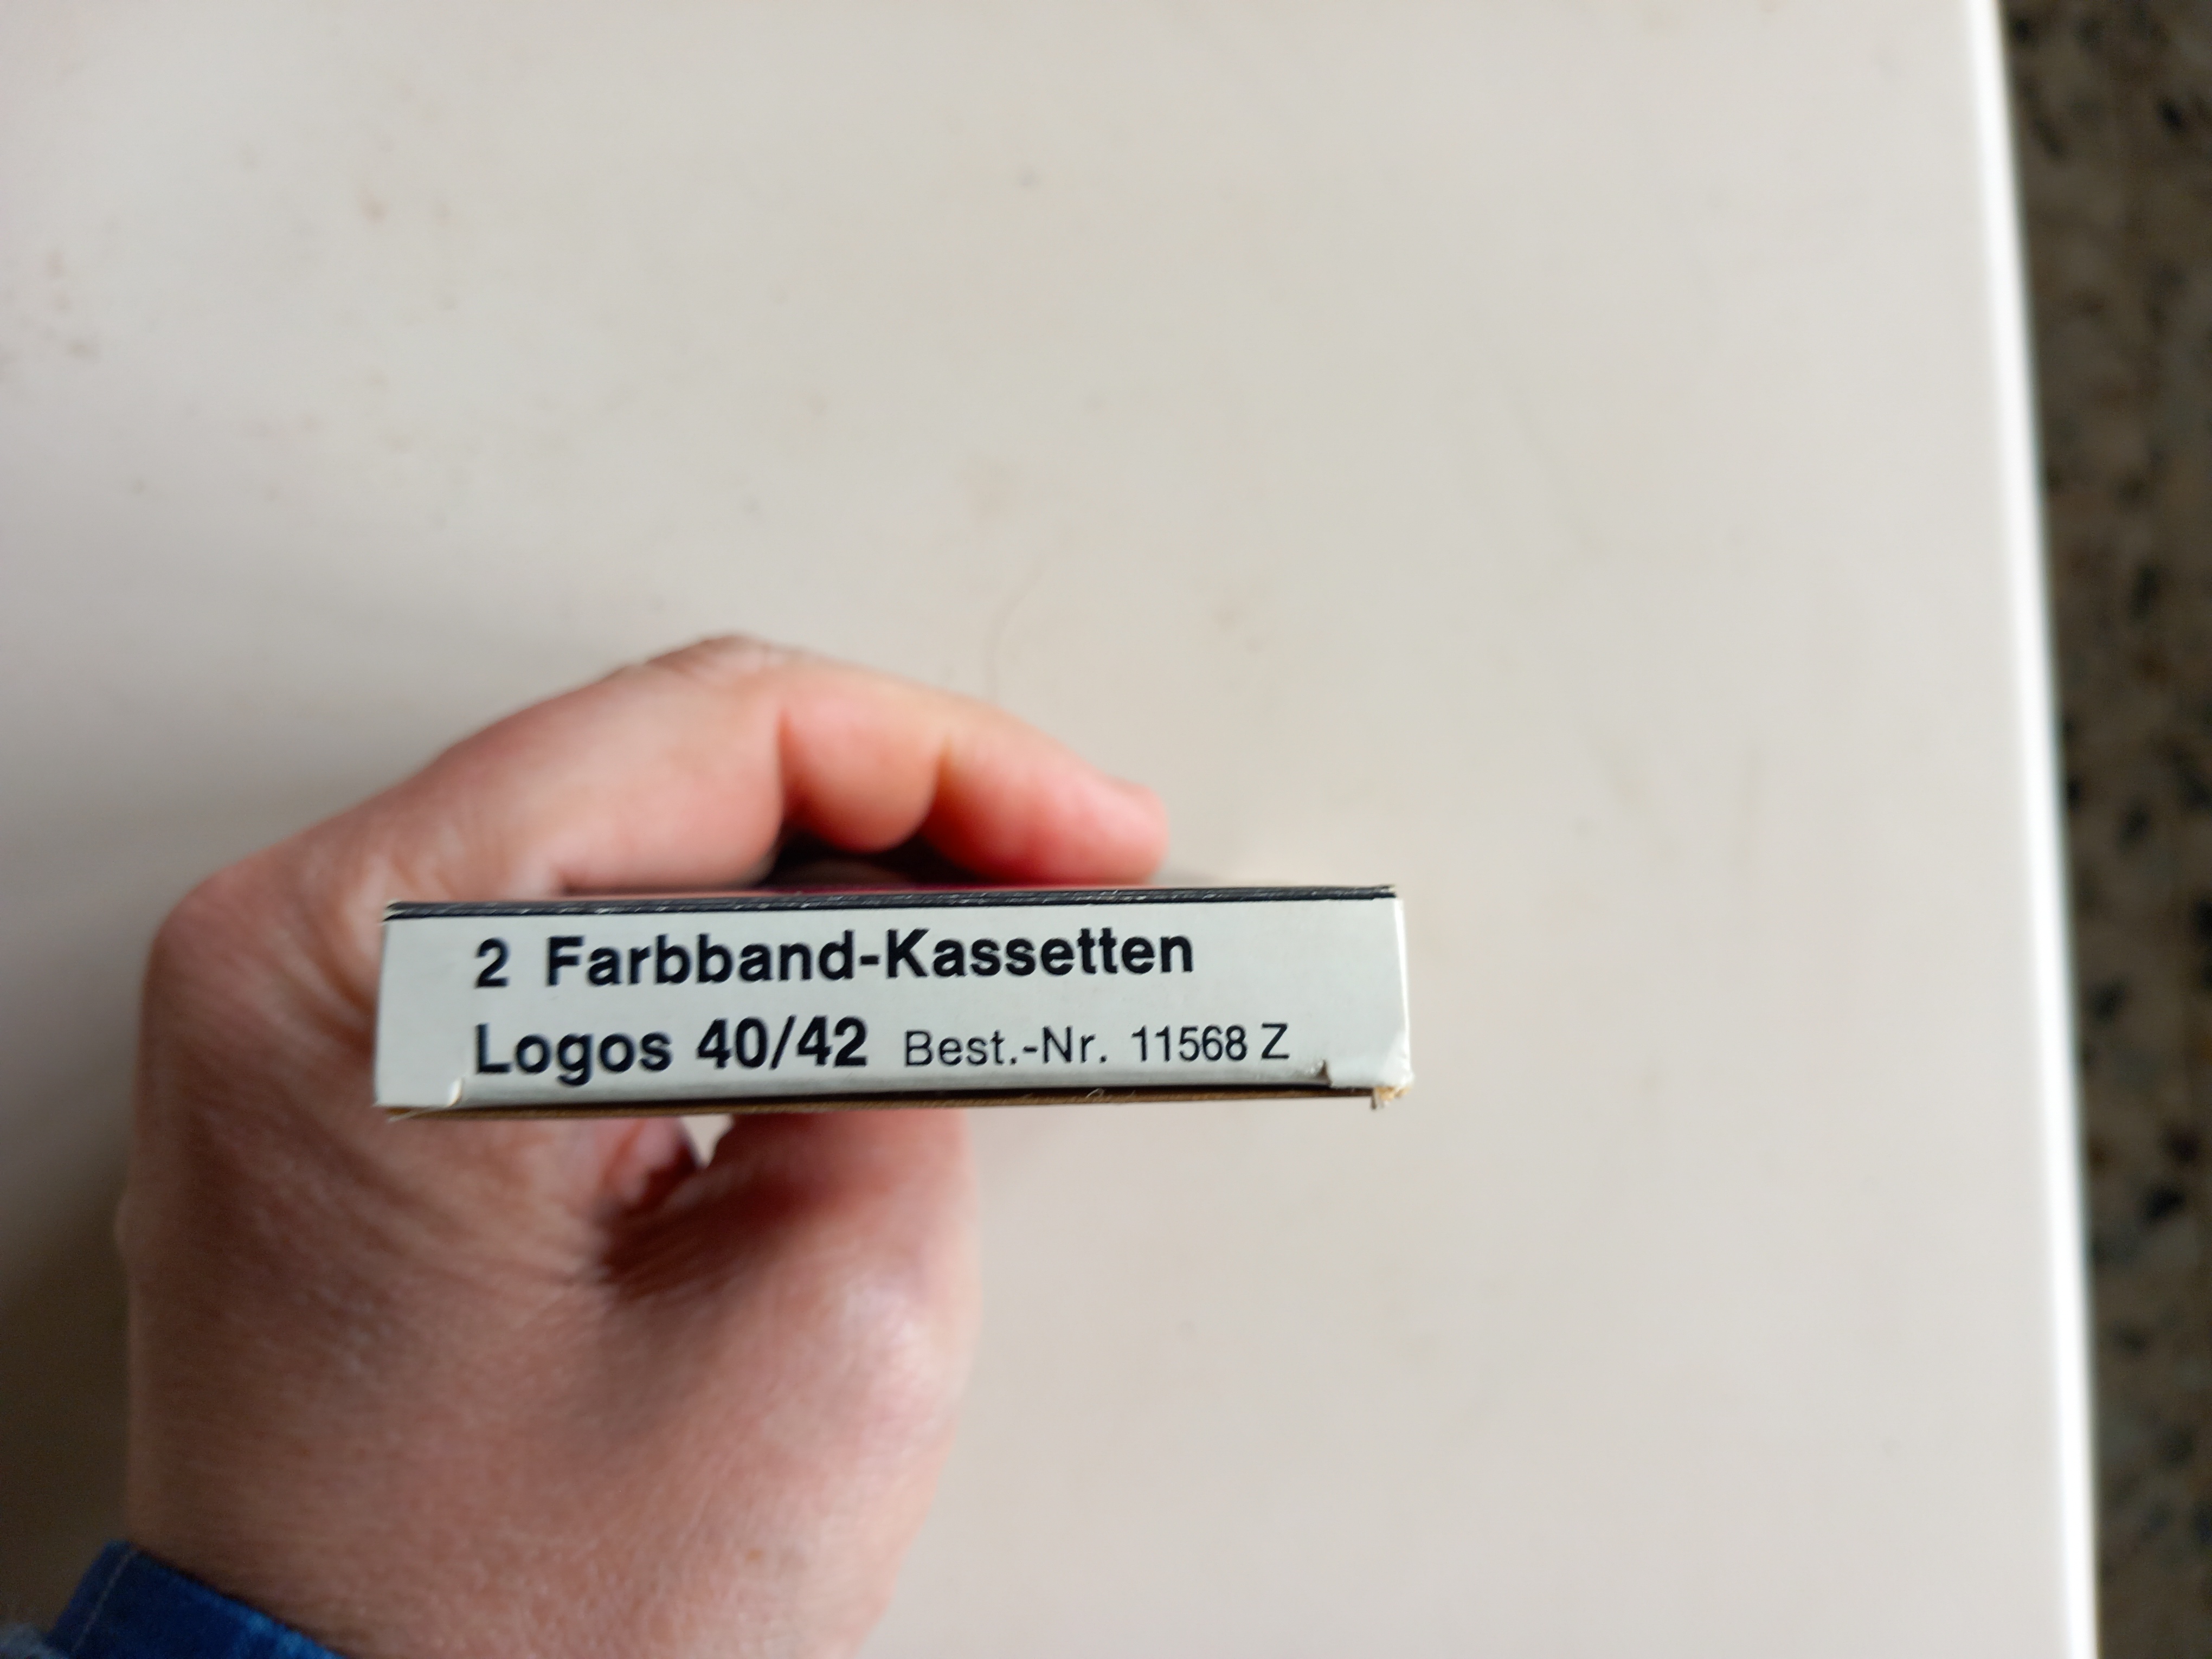 2 Farbband-Kassetten
Logos 40/42 Best.-Nr. 11568 Z